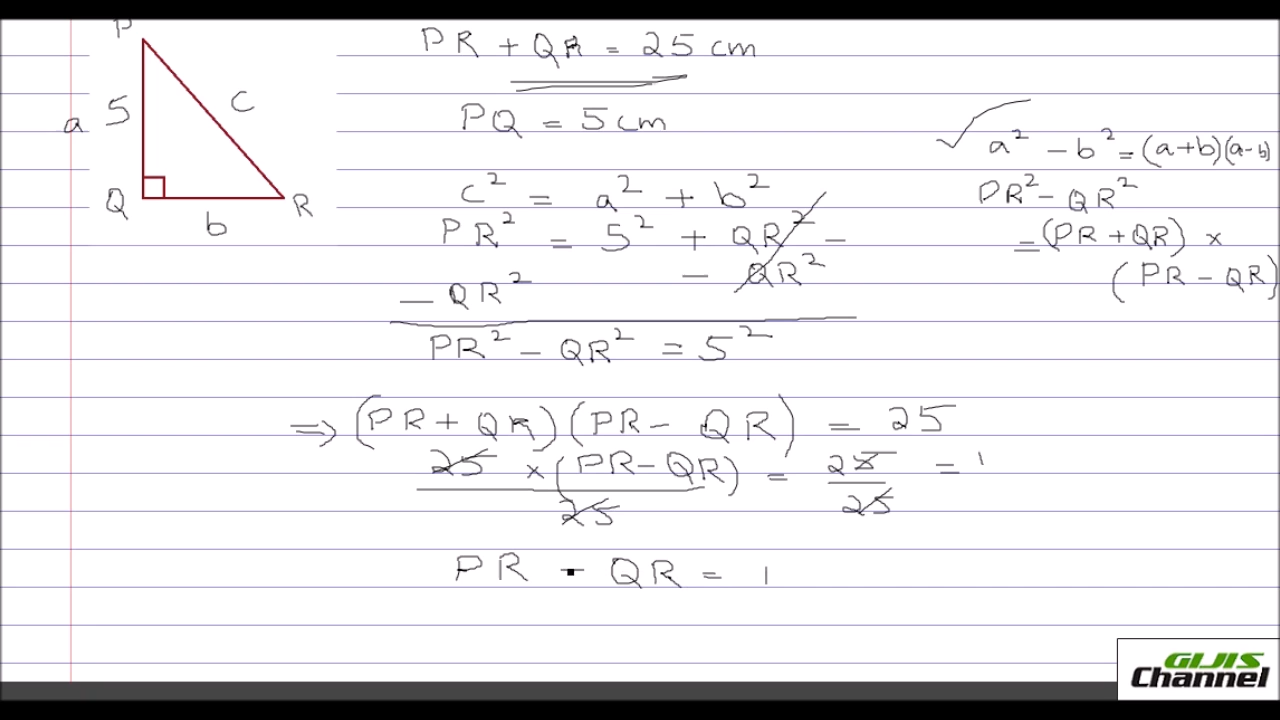 P
5
a
C
Q
b
R
PR + QR = 25 cm
PQ = 5 cm
c² = a² + b²
PR² = 5² + QR² –
– QR²
– QR²
PR² – QR² = 5²
⇒ (PR + QR) (PR – QR) = 25
25 × (PR – QR) = 25 = 1
25
25
PR - QR = 1
a² – b² = (a+b)(a-b)
PR² – QR²
= (PR + QR) ×
(PR – QR)
GIJIS
Channel